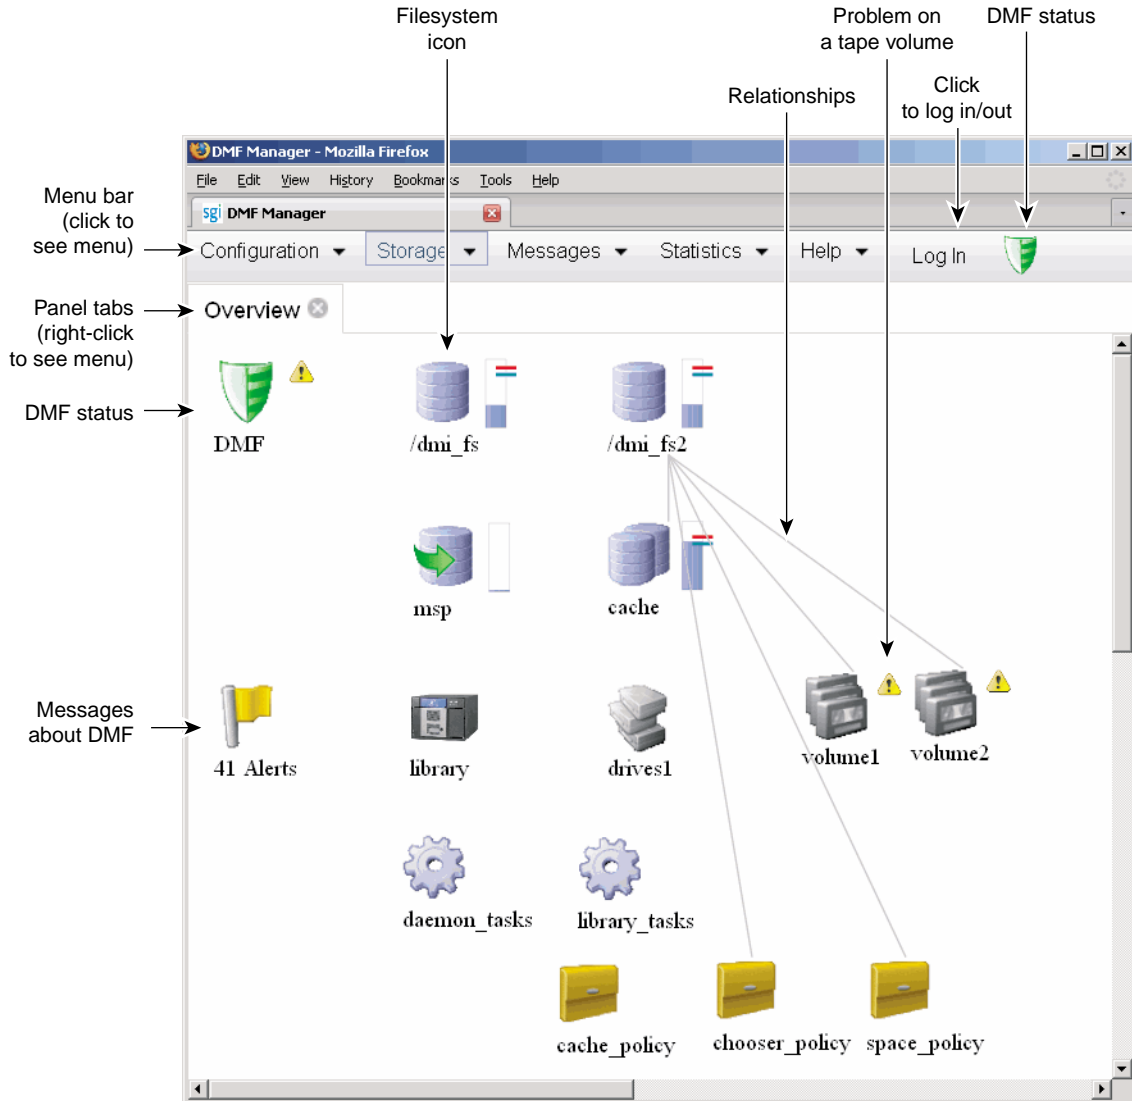 Filesystem
icon
Problem on
a tape volume
DMF status
Relationships
Click
to log in/out
DMF Manager - Mozilla Firefox
File Edit View History Bookmarks Tools Help
sgi DMF Manager
Menu bar
(click to
see menu)
Configuration Storage Messages Statistics Help Log In
Panel tabs
(right-click
to see menu)
Overview
DMF status
DMF
/dmi_fs
/dmi_fs2
msp
cache
Messages
about DMF
41 Alerts
library
drives1
volume1
volume2
daemon_tasks
library_tasks
cache_policy
chooser_policy
space_policy